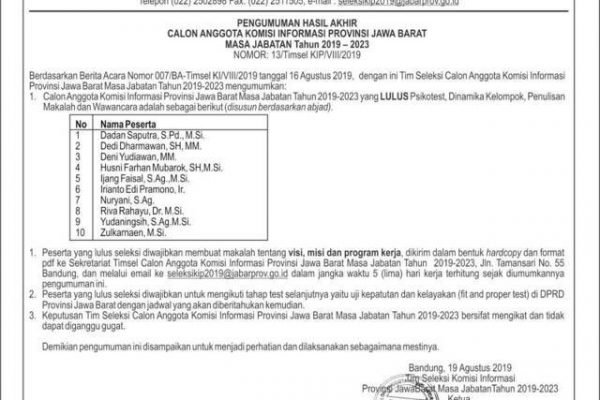 Telepon (022) 2502898 Fax. (022) 2517505, e-mail seleksikip2019@jabarprov.go.id
PENGUMUMAN HASIL AKHIR
CALON ANGGOTA KOMISI INFORMASI PROVINSI JAWA BARAT
MASA JABATAN Tahun 2019 – 2023
NOMOR: 13/Timsel KIP/VIII/2019
Berdasarkan Berita Acara Nomor 007/BA-Timsel KI/VIII/2019 tanggal 16 Agustus 2019, dengan ini Tim Seleksi Calon Anggota Komisi Informasi
Provinsi Jawa Barat Masa Jabatan Tahun 2019-2023 mengumumkan:
1. Calon Anggota Komisi Informasi Provinsi Jawa Barat Masa Jabatan Tahun 2019-2023 yang LULUS Psikotest, Dinamika Kelompok, Penulisan
Makalah dan Wawancara adalah sebagai berikut (disusun berdasarkan abjad).
No Nama Peserta
1 Dadan Saputra, S.Pd., M.Si.
2 Dedi Dharmawan, SH, MM.
3 Deni Yudiawan, MM.
4 Husni Farhan Mubarok, SH,M.Si.
5 Ijang Faisal, S.Ag.,M.Si.
6 Irianto Edi Pramono, Ir.
7 Nuryani, S.Ag.
8 Riva Rahayu, Dr. M.Si.
9 Yudaningsih, S.Ag,M.Si.
10 Zulkarnaen, M.Si.
1. Peserta yang lulus seleksi diwajibkan membuat makalah tentang visi, misi dan program kerja, dikirim dalam bentuk hardcopy dan format
pdf ke Sekretariat Timsel Calon Anggota Komisi Informasi Provinsi Jawa Barat Masa Jabatan Tahun 2019-2023, Jln. Tamansari No. 55
Bandung, dan melalui email ke seleksikip2019@jabarprov.go.id dalam jangka waktu 5 (lima) hari kerja terhitung sejak diumumkannya
pengumuman ini.
2. Peserta yang lulus seleksi diwajibkan untuk mengikuti tahap selanjutnya yaitu uji kepatutan dan kelayakan (fit and proper test) di DPRD
Provinsi Jawa Barat dengan jadwal yang akan diberitahukan kemudian.
3. Keputusan Tim Seleksi Calon Anggota Komisi Informasi Provinsi Jawa Barat Masa Jabatan Tahun 2019-2023 bersifat mengikat dan tidak
dapat diganggu gugat.
Demikian pengumuman ini disampaikan untuk menjadi perhatian dan dilaksanakan sebagaimana mestinya.
Bandung, 19 Agustus 2019
Tim Seleksi Komisi Informasi
Provinsi Jawa Barat Masa Jabatan Tahun 2019-2023
Ketua